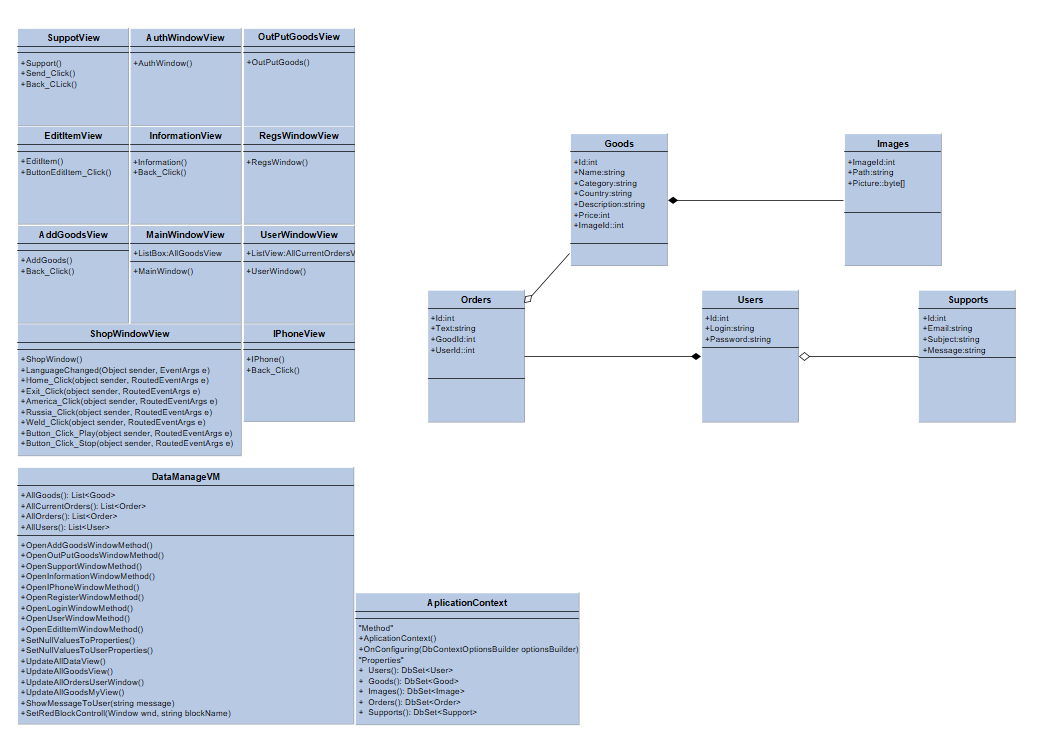 SuppotView
+Support()
+Send_Click()
+Back_CLick()
AuthWindowView
+AuthWindow()
OutPutGoodsView
+OutPutGoods()
EditItemView
+EditItem()
+ButtonEditItem_Click()
InformationView
+Information()
+Back_Click()
RegsWindowView
+RegsWindow()
AddGoodsView
+AddGoods()
+Back_Click()
MainWindowView
+ListBox:AllGoodsView
+MainWindow()
UserWindowView
+ListView:AllCurrentOrdersV
+UserWindow()
ShopWindowView
+ShopWindow()
+LanguageChanged(Object sender, EventArgs e)
+Home_Click(object sender, RoutedEventArgs e)
+Exit_Click(object sender, RoutedEventArgs e)
+America_Click(object sender, RoutedEventArgs e)
+Russia_Click(object sender, RoutedEventArgs e)
+Weld_Click(object sender, RoutedEventArgs e)
+Button_Click_Play(object sender, RoutedEventArgs e)
+Button_Click_Stop(object sender, RoutedEventArgs e)
IPhoneView
+IPhone()
+Back_Click()
Goods
+Id:int
+Name:string
+Category:string
+Country:string
+Description:string
+Price:int
+ImageId::int
Images
+ImageId:int
+Path:string
+Picture::byte[]
Orders
+Id:int
+Text:string
+GoodId:int
+UserId::int
Users
+Id:int
+Login:string
+Password:string
Supports
+Id:int
+Email:string
+Subject:string
+Message:string
DataManageVM
+AllGoods(): List<Good>
+AllCurrentOrders(): List<Order>
+AllOrders(): List<Order>
+AllUsers(): List<User>
+OpenAddGoodsWindowMethod()
+OpenOutPutGoodsWindowMethod()
+OpenSupportWindowMethod()
+OpenInformationWindowMethod()
+OpenIPhoneWindowMethod()
+OpenRegisterWindowMethod()
+OpenLoginWindowMethod()
+OpenUserWindowMethod()
+OpenEditItemWindowMethod()
+SetNullValuesToProperties()
+SetNullValuesToUserProperties()
+UpdateAllDataView()
+UpdateAllGoodsView()
+UpdateAllOrdersUserWindow()
+UpdateAllGoodsMyView()
+ShowMessageToUser(string message)
+SetRedBlockControll(Window wnd, string blockName)
AplicationContext
"Method"
+AplicationContext()
+OnConfiguring(DbContextOptionsBuilder optionsBuilder)
"Properties"
+ Users(): DbSet<User>
+ Goods(): DbSet<Good>
+ Images(): DbSet<Image>
+ Orders(): DbSet<Order>
+ Supports(): DbSet<Support>